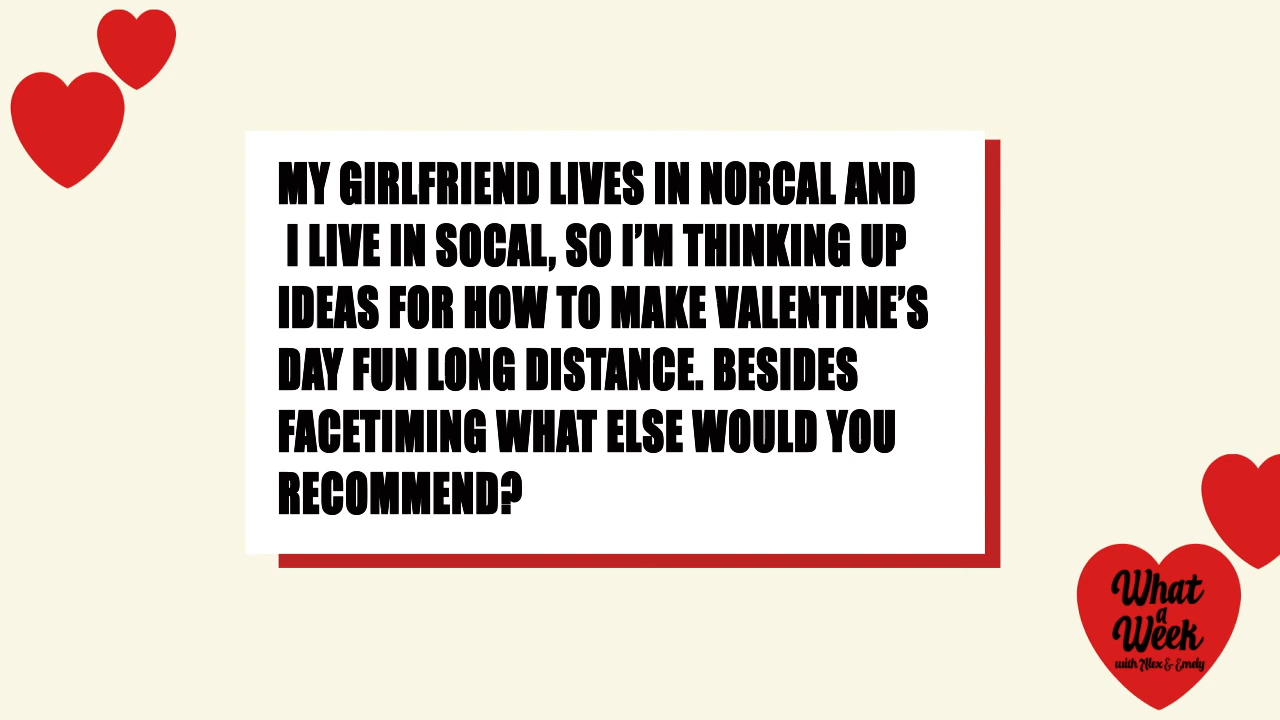 MY GIRLFRIEND LIVES IN NORCAL AND
I LIVE IN SOCAL, SO I'M THINKING UP
IDEAS FOR HOW TO MAKE VALENTINE'S
DAY FUN LONG DISTANCE. BESIDES
FACETIMING WHAT ELSE WOULD YOU
RECOMMEND?
What
a
Week
with Alex & Emely